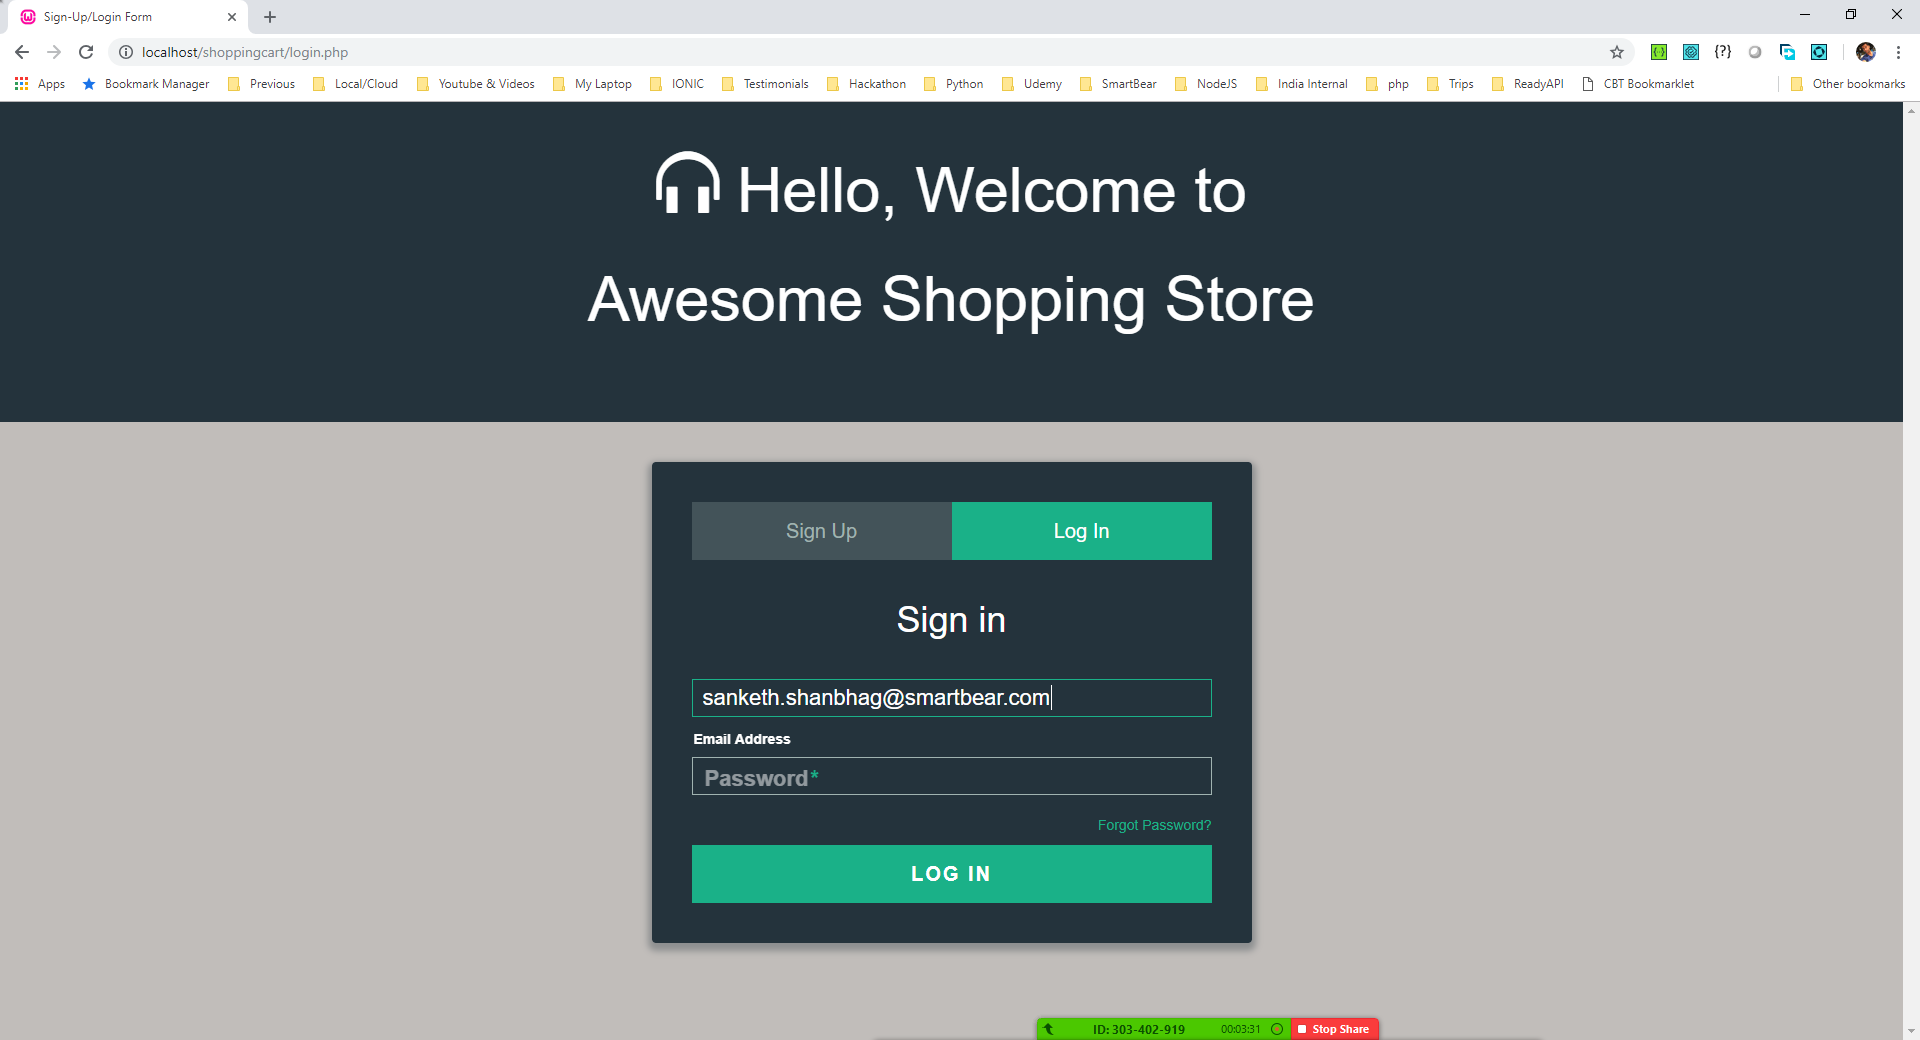 Sign-Up/Login Form
localhost/shoppingcart/login.php
{?}
Apps Bookmark Manager Previous Local/Cloud Youtube & Videos My Laptop IONIC Testimonials Hackathon Python Udemy SmartBear NodeJS India Internal php Trips ReadyAPI CBT Bookmarklet Other bookmarks
Hello, Welcome to
Awesome Shopping Store
Sign Up Log In
Sign in
sanketh.shanbhag@smartbear.com
Email Address
Password*
Forgot Password?
LOG IN
ID: 303-402-919 00:03:31 Stop Share